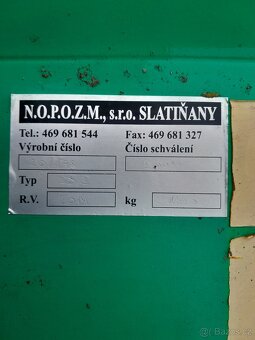 N.O.P.O.Z.M., s.r.o. SLATIŇANY
Tel.: 469 681 544 Fax: 469 681 327
Výrobní číslo Číslo schválení
Typ
R.V. kg